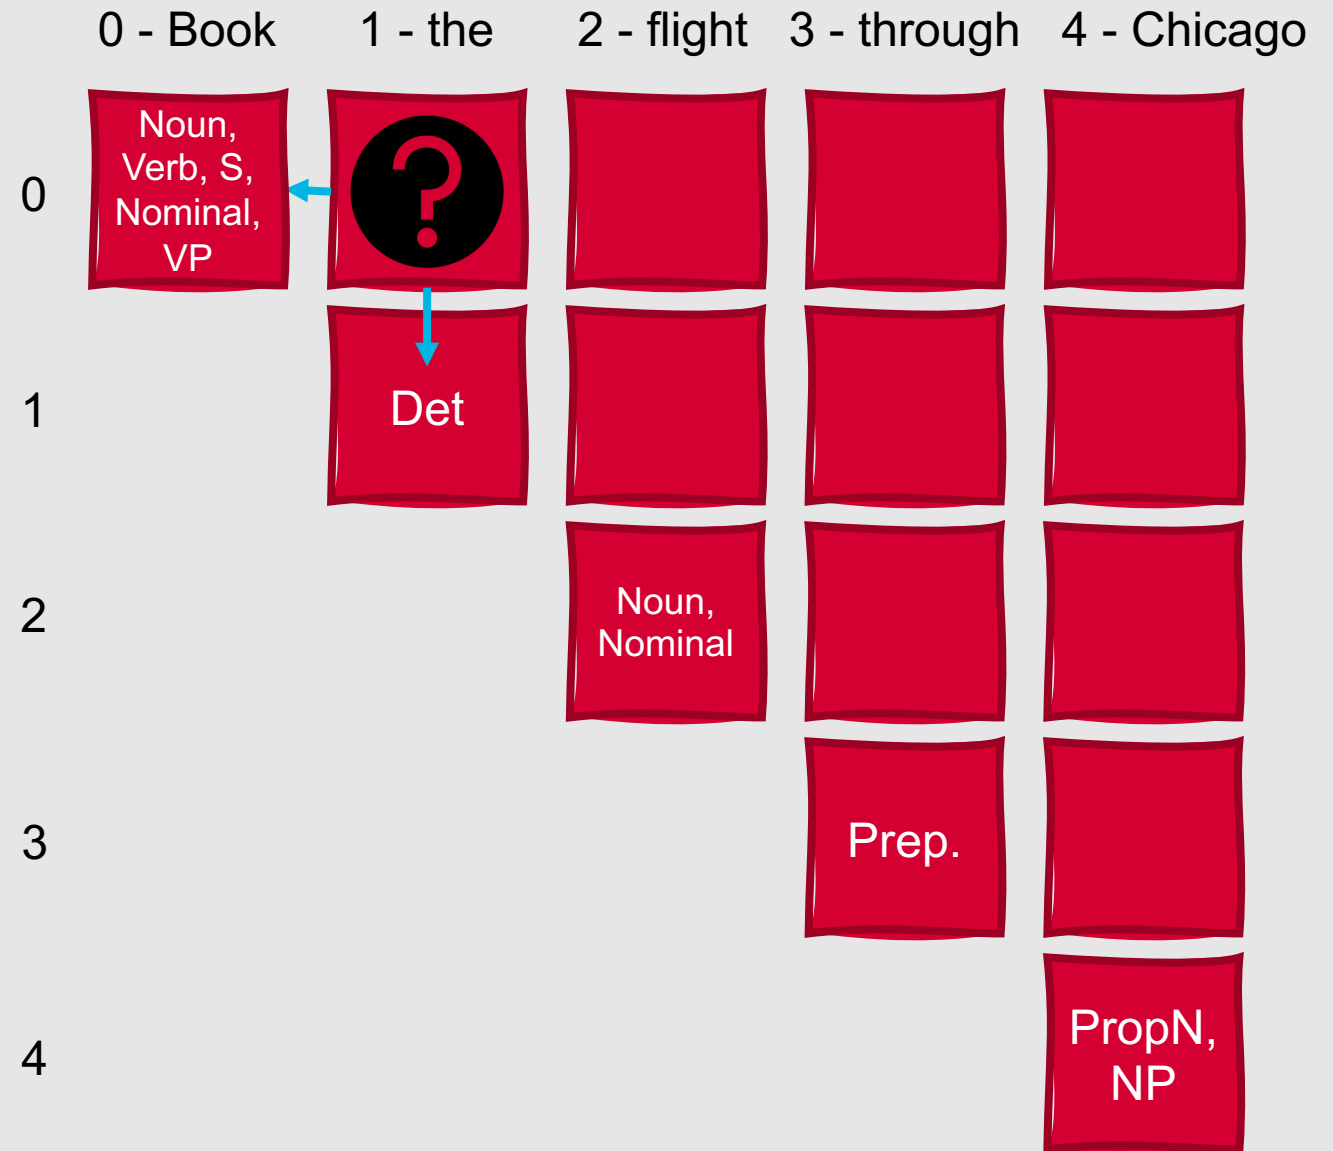 0 - Book 1 - the 2 - flight 3 - through 4 - Chicago
0
Noun,
Verb, S,
Nominal,
VP
?
1
Det
2
Noun,
Nominal
3
Prep.
4
PropN,
NP